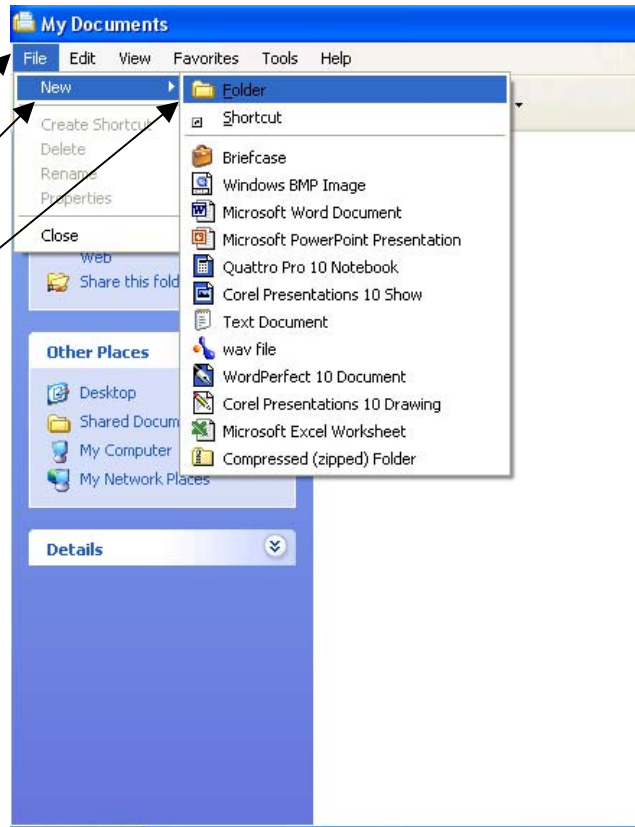 My Documents
File Edit View Favorites Tools Help
New
Create Shortcut
Delete
Rename
Properties
Close
Folder
Shortcut
Briefcase
Windows BMP Image
Microsoft Word Document
Microsoft PowerPoint Presentation
Quattro Pro 10 Notebook
Corel Presentations 10 Show
Text Document
wav file
WordPerfect 10 Document
Corel Presentations 10 Drawing
Microsoft Excel Worksheet
Compressed (zipped) Folder
Web
Share this fold
Other Places
Desktop
Shared Docum
My Computer
My Network Places
Details